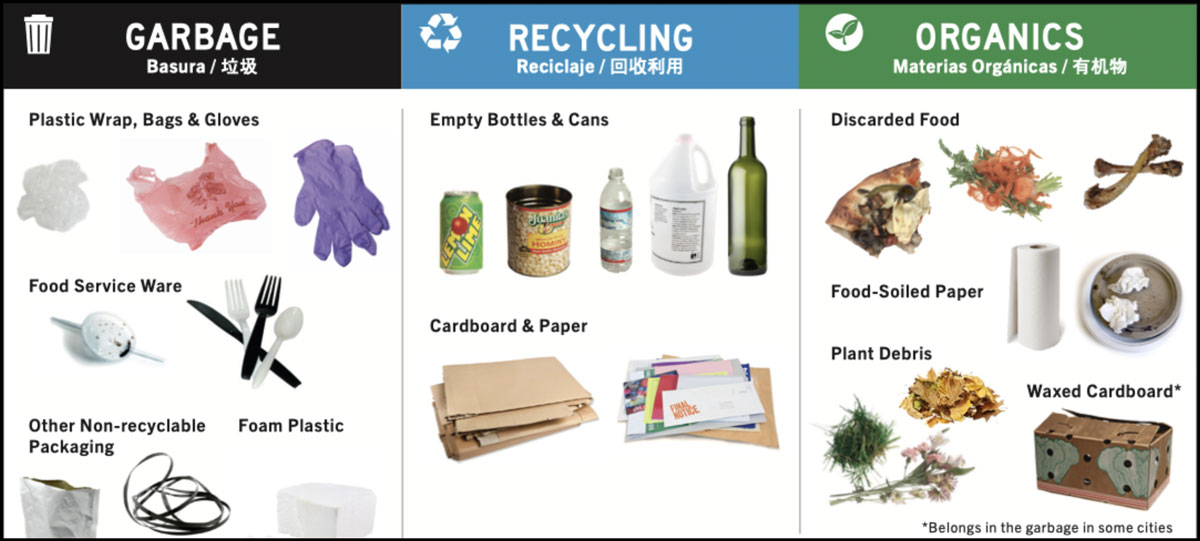 GARBAGE
Basura / 垃圾
RECYCLING
Reciclaje / 回收利用
ORGANICS
Materias Orgánicas / 有机物
Plastic Wrap, Bags & Gloves
Thank You
Food Service Ware
Other Non-recyclable
Packaging
Foam Plastic
Empty Bottles & Cans
LEMON
LIME
Juanita's
HOMINY
Cardboard & Paper
FINAL
NOTICE
Discarded Food
Food-Soiled Paper
Plant Debris
Waxed Cardboard*
*Belongs in the garbage in some cities